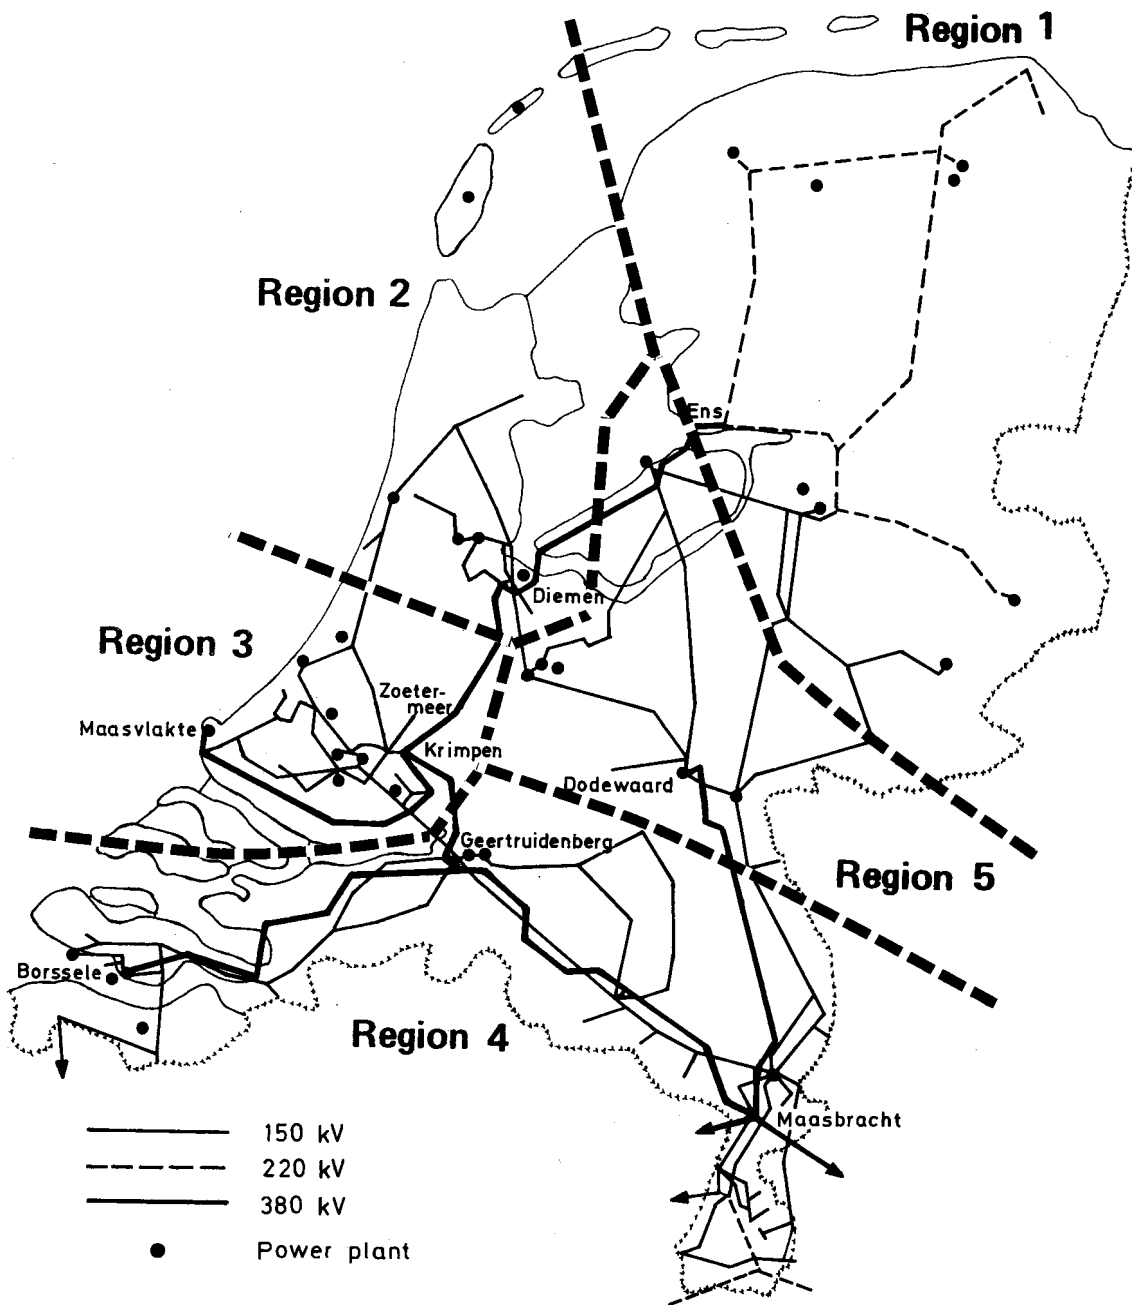 Region 1
Region 2
Ens
Diemen
Region 3
Zoeter-
meer
Maasvlakte
Krimpen
Dodewaard
Geertruidenberg
Region 5
Borssele
Region 4
Maasbracht
150 kV
220 kV
380 kV
Power plant